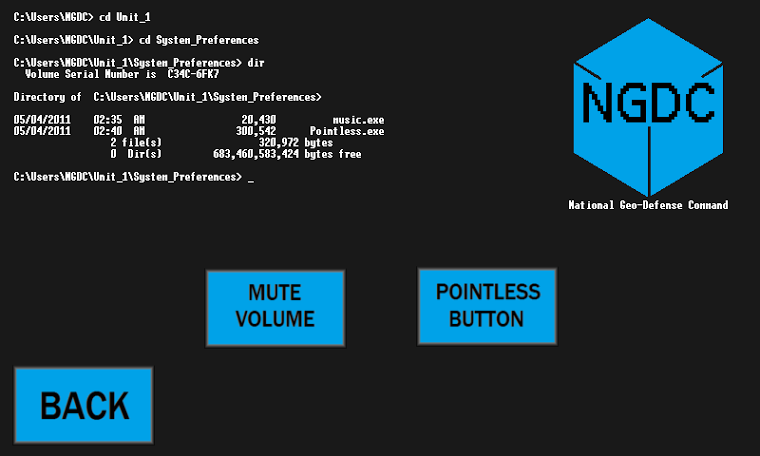 C:\Users\NGDC> cd Unit_1
C:\Users\NGDC\Unit_1> cd System_Preferences
C:\Users\NGDC\Unit_1\System_Preferences> dir
Volume Serial Number is C34C-6FK7
Directory of C:\Users\NGDC\Unit_1\System_Preferences>
05/04/2011 02:35 AM 20,430 music.exe
05/04/2011 02:40 AM 300,542 Pointless.exe
2 file(s) 320,972 bytes
0 Dir(s) 683,460,583,424 bytes free
C:\Users\NGDC\Unit_1\System_Preferences> _
NGDC
National Geo-Defense Command
MUTE
VOLUME
POINTLESS
BUTTON
BACK